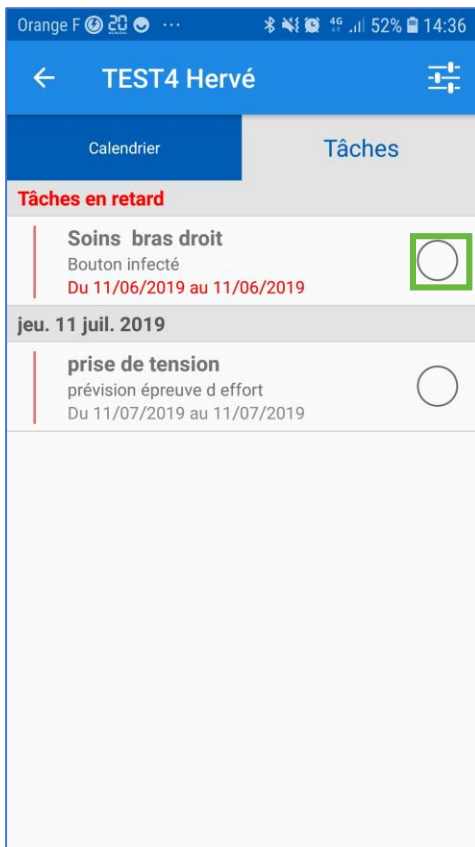 Orange F 20 ... 4G 52% 14:36
TEST4 Hervé
Calendrier
Tâches
Tâches en retard
Soins bras droit
Bouton infecté
Du 11/06/2019 au 11/06/2019
jeu. 11 juil. 2019
prise de tension
prévision épreuve d effort
Du 11/07/2019 au 11/07/2019